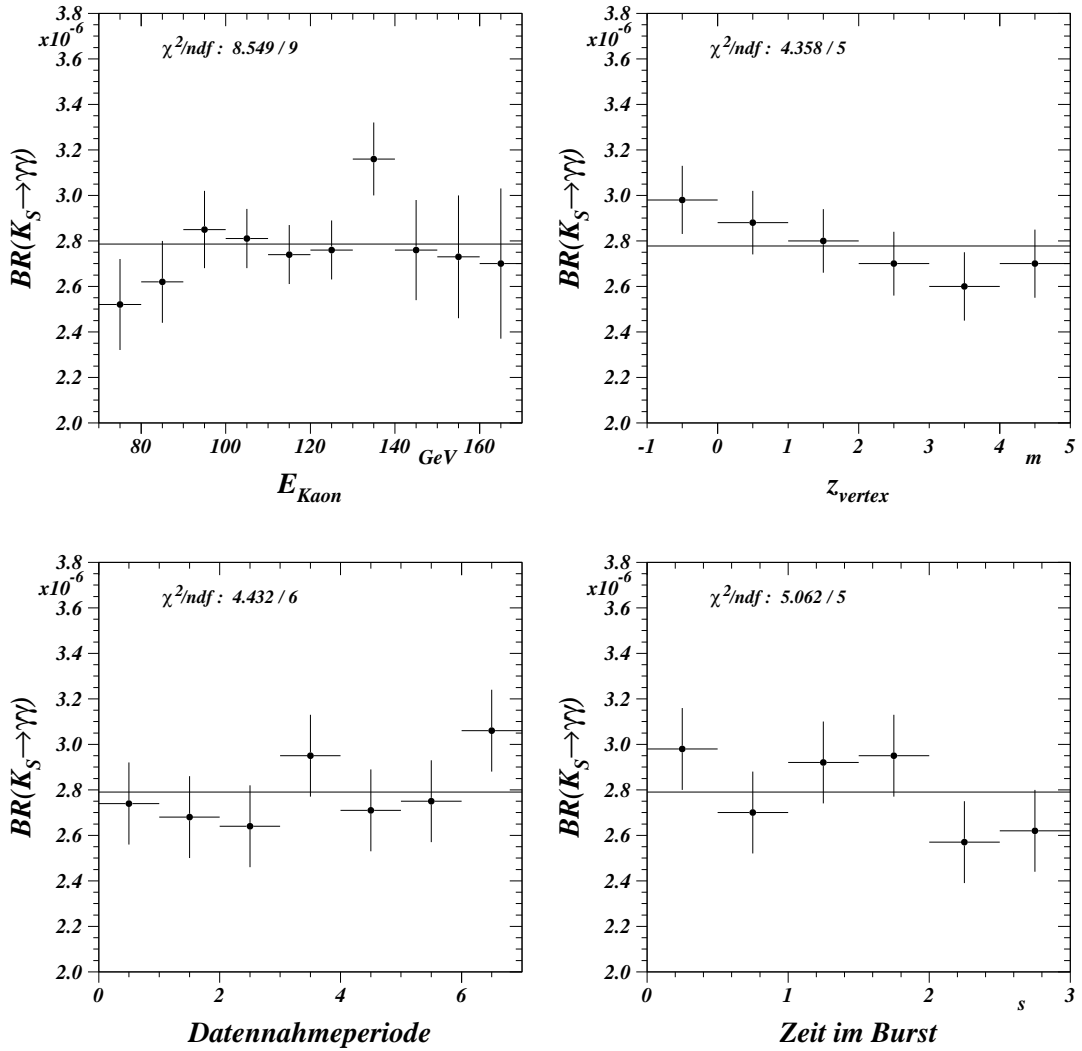 3.8
x10⁻⁶
3.6
3.4
3.2
3.0
2.8
2.6
2.4
2.2
2.0
χ²/ndf : 8.549 / 9
BR(K_S→γγ)
80 100 120 140 160
GeV
E_Kaon
3.8
x10⁻⁶
3.6
3.4
3.2
3.0
2.8
2.6
2.4
2.2
2.0
χ²/ndf : 4.358 / 5
BR(K_S→γγ)
-1 0 1 2 3 4 5
m
z_vertex
3.8
x10⁻⁶
3.6
3.4
3.2
3.0
2.8
2.6
2.4
2.2
2.0
χ²/ndf : 4.432 / 6
BR(K_S→γγ)
0 2 4 6
Datennahmeperiode
3.8
x10⁻⁶
3.6
3.4
3.2
3.0
2.8
2.6
2.4
2.2
2.0
χ²/ndf : 5.062 / 5
BR(K_S→γγ)
0 1 2 3
s
Zeit im Burst